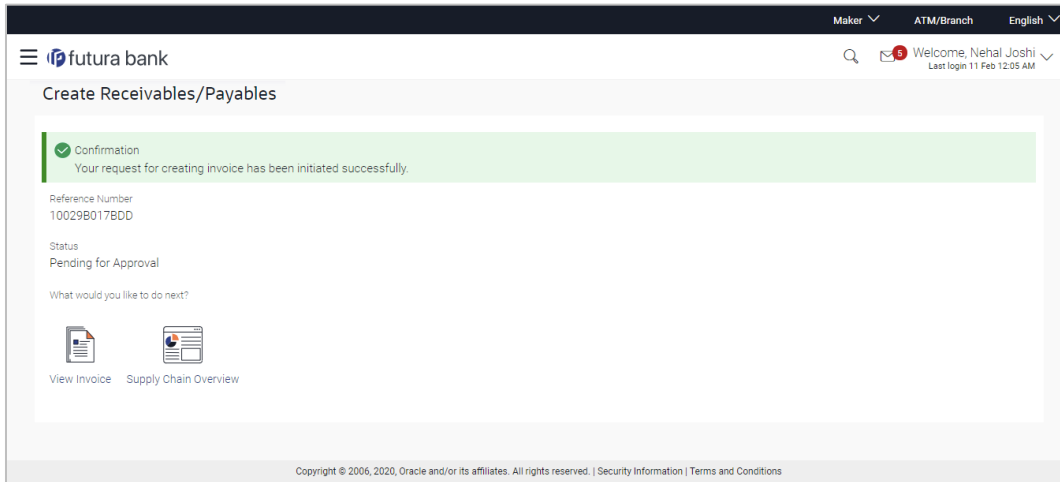 Maker ATM/Branch English
futura bank
5 Welcome, Nehal Joshi
Last login 11 Feb 12:05 AM
Create Receivables/Payables
Confirmation
Your request for creating invoice has been initiated successfully.
Reference Number
10029B017BDD
Status
Pending for Approval
What would you like to do next?
View Invoice Supply Chain Overview
Copyright © 2006, 2020, Oracle and/or its affiliates. All rights reserved. | Security Information | Terms and Conditions